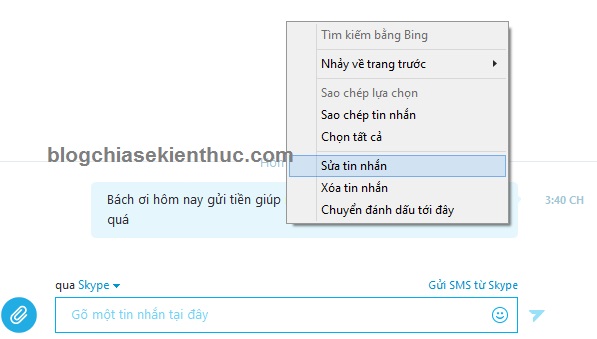 Tìm kiếm bằng Bing
Nhảy về trang trước
Sao chép lựa chọn
Sao chép tin nhắn
Chọn tất cả
Sửa tin nhắn
Xóa tin nhắn
Chuyển đánh dấu tới đây
blogchiasekienthuc.com
Bách ơi hôm nay gửi tiền giúp
quá
3:40 CH
qua Skype
Gửi SMS từ Skype
Gõ một tin nhắn tại đây